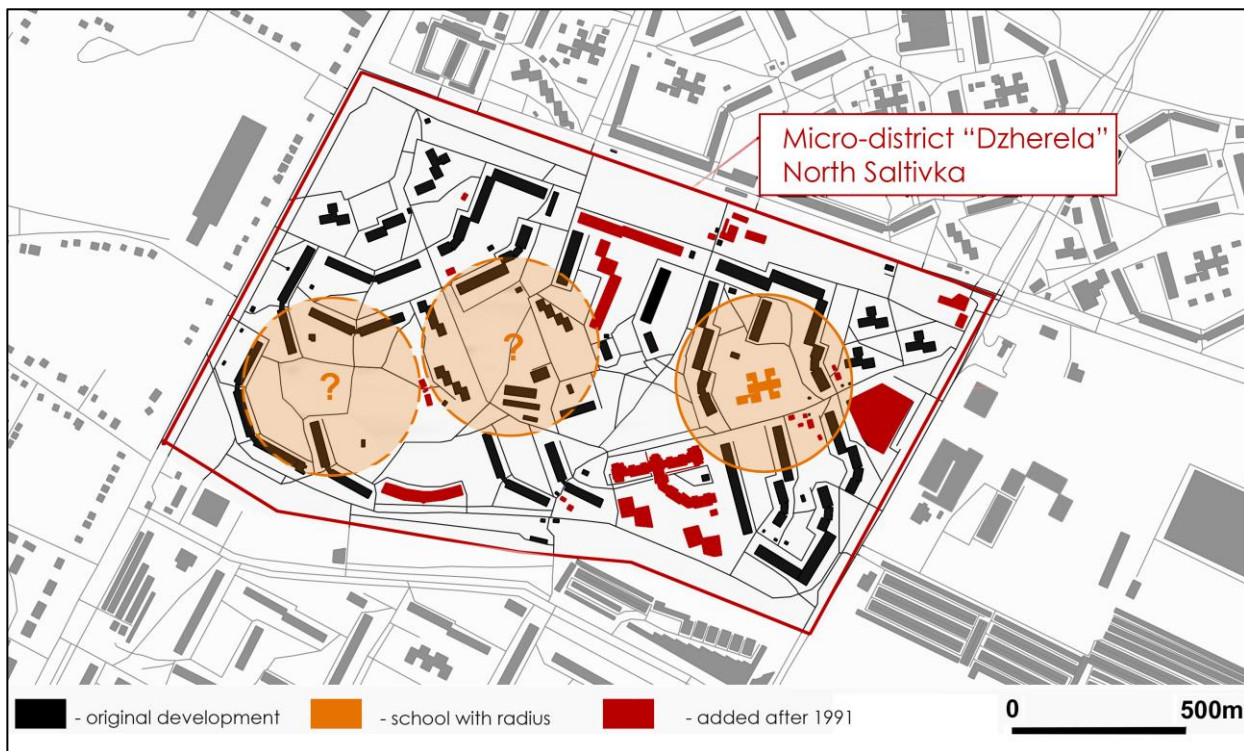 Micro-district “Dzherela”
North Saltivka
?
?
- original development
- school with radius
- added after 1991
0
500m